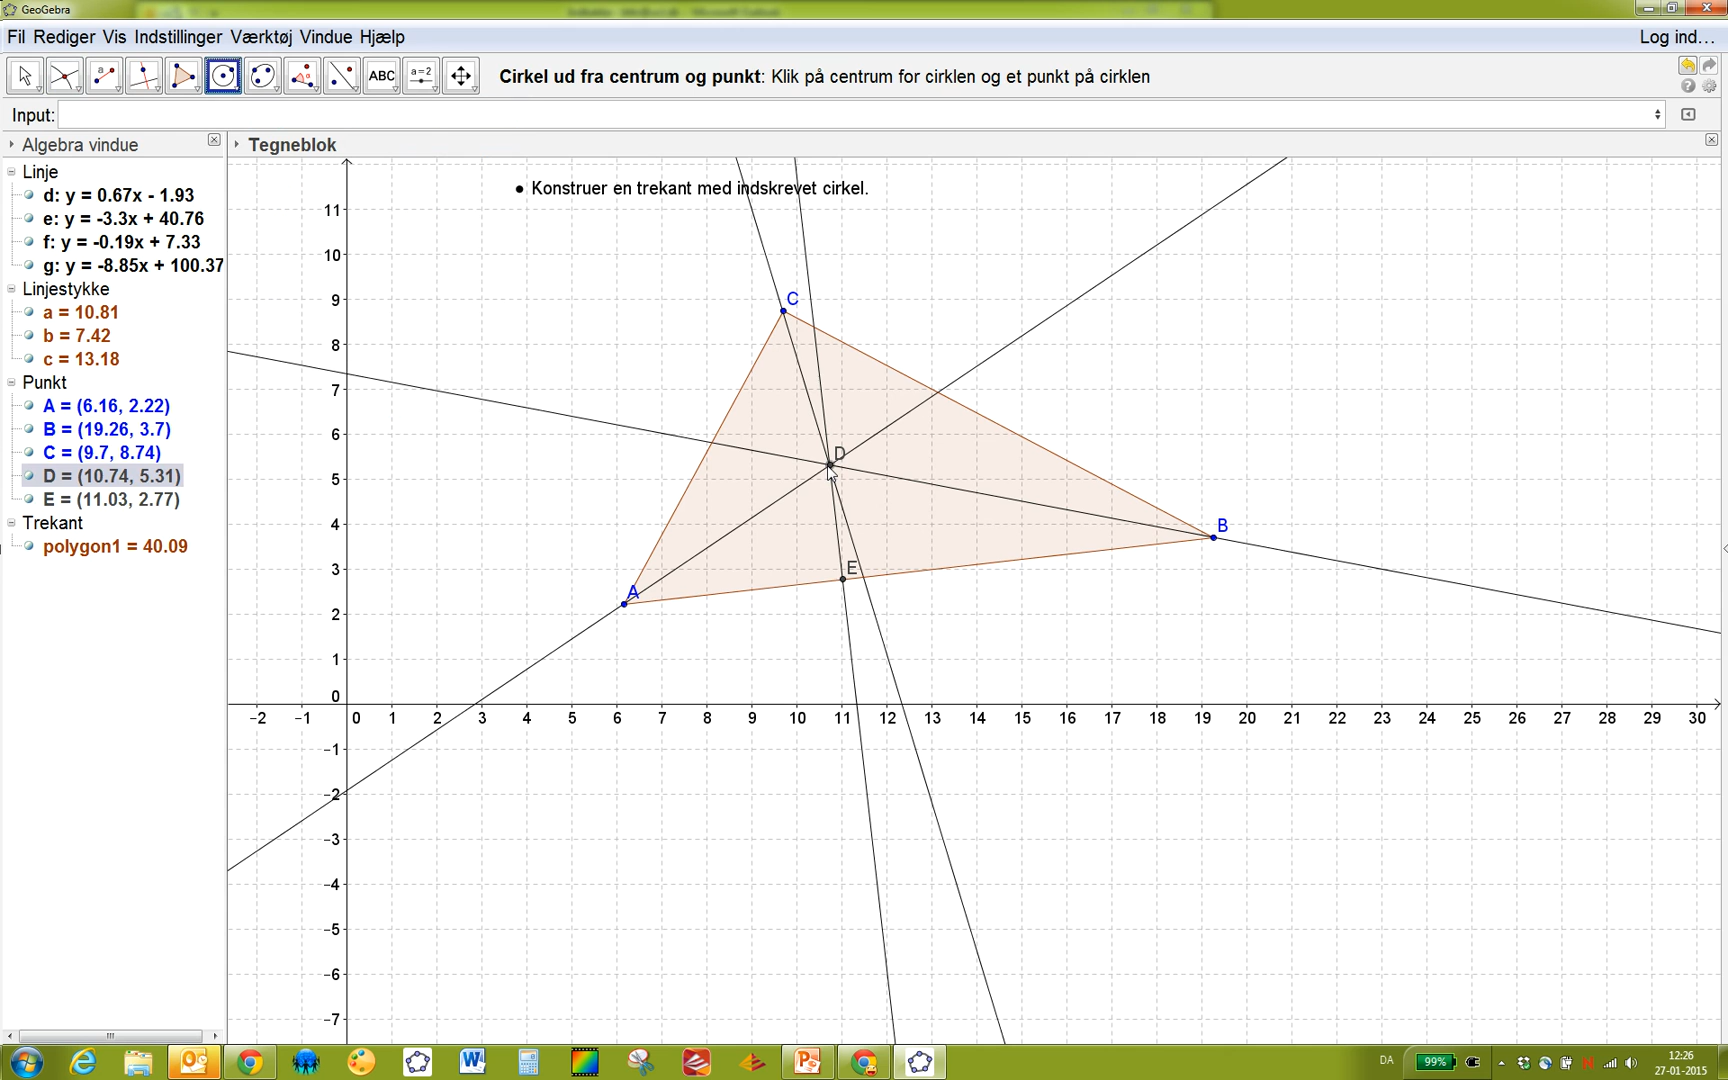 GeoGebra
Fil Rediger Vis Indstillinger Værktøj Vindue Hjælp
Log ind...
ABC
a=2
Cirkel ud fra centrum og punkt: Klik på centrum for cirklen og et punkt på cirklen
Input:
Algebra vindue
Tegneblok
Linje
d: y = 0.67x - 1.93
e: y = -3.3x + 40.76
f: y = -0.19x + 7.33
g: y = -8.85x + 100.37
Linjestykke
a = 10.81
b = 7.42
c = 13.18
Punkt
A = (6.16, 2.22)
B = (19.26, 3.7)
C = (9.7, 8.74)
D = (10.74, 5.31)
E = (11.03, 2.77)
Trekant
polygon1 = 40.09
● Konstruer en trekant med indskrevet cirkel.
11
10
9
8
7
6
5
4
3
2
1
0
-1
-2
-3
-4
-5
-6
-7
-2 -1 0 1 2 3 4 5 6 7 8 9 10 11 12 13 14 15 16 17 18 19 20 21 22 23 24 25 26 27 28 29 30
C
D
B
E
A
DA
99%
12:26
27-01-2015